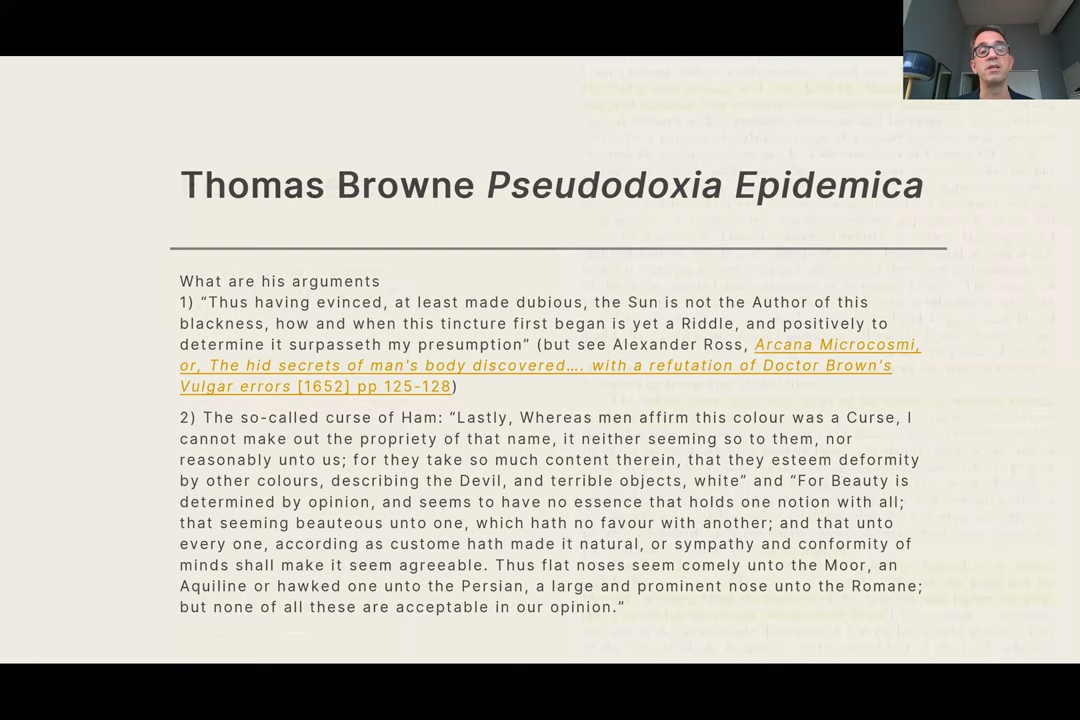 Thomas Browne Pseudodoxia Epidemica
What are his arguments
1) “Thus having evinced, at least made dubious, the Sun is not the Author of this
blackness, how and when this tincture first began is yet a Riddle, and positively to
determine it surpasseth my presumption” (but see Alexander Ross, Arcana Microcosmi,
or, The hid secrets of man's body discovered…. with a refutation of Doctor Brown's
Vulgar errors [1652] pp 125-128)
2) The so-called curse of Ham: “Lastly, Whereas men affirm this colour was a Curse, I
cannot make out the propriety of that name, it neither seeming so to them, nor
reasonably unto us; for they take so much content therein, that they esteem deformity
by other colours, describing the Devil, and terrible objects, white” and “For Beauty is
determined by opinion, and seems to have no essence that holds one notion with all;
that seeming beauteous unto one, which hath no favour with another; and that unto
every one, according as custome hath made it natural, or sympathy and conformity of
minds shall make it seem agreeable. Thus flat noses seem comely unto the Moor, an
Aquiline or hawked one unto the Persian, a large and prominent nose unto the Romane;
but none of all these are acceptable in our opinion.”